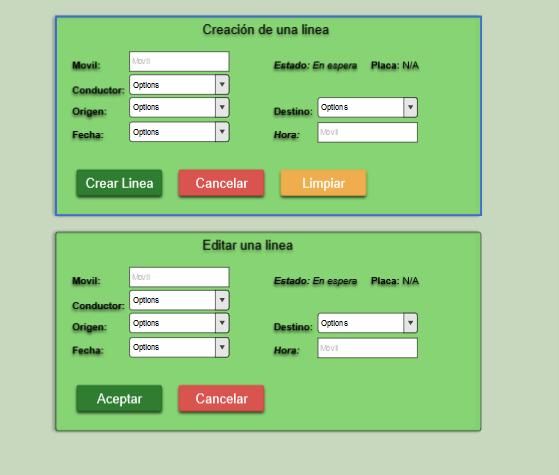 Creación de una linea
Movil: Movil Estado: En espera Placa: N/A
Conductor: Options
Origen: Options Destino: Options
Fecha: Options Hora: Movil
Crear Linea Cancelar Limpiar
Editar una linea
Movil: Movil Estado: En espera Placa: N/A
Conductor: Options
Origen: Options Destino: Options
Fecha: Options Hora: Movil
Aceptar Cancelar